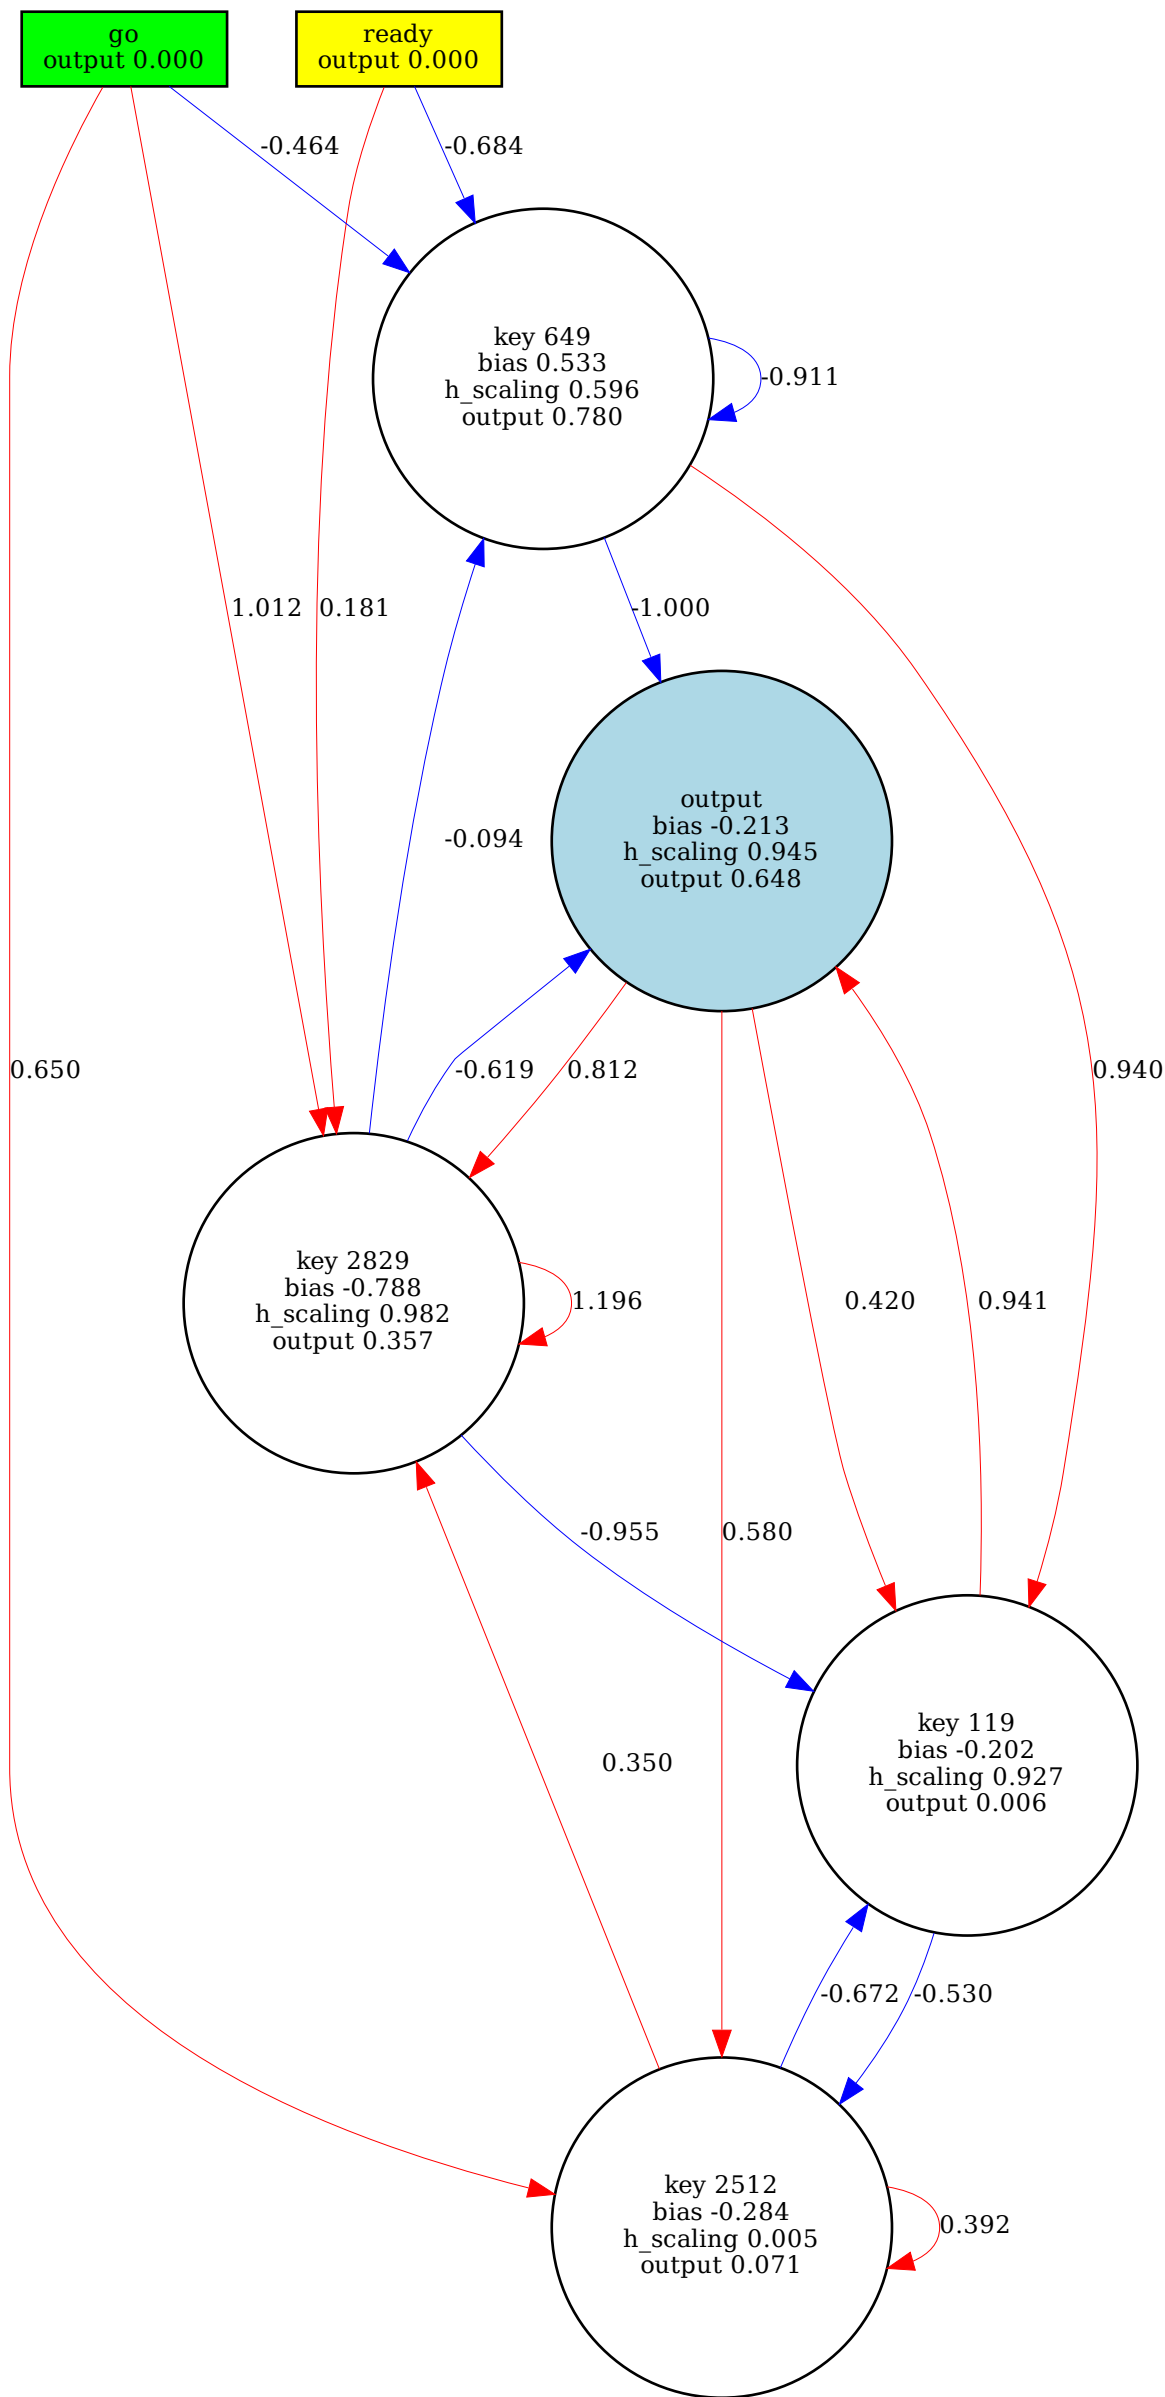 go
output 0.000
ready
output 0.000
-0.464
-0.684
key 649
bias 0.533
h_scaling 0.596
output 0.780
-0.911
1.012
0.181
-1.000
output
bias -0.213
h_scaling 0.945
output 0.648
-0.094
0.650
-0.619
0.812
0.940
key 2829
bias -0.788
h_scaling 0.982
output 0.357
1.196
0.420
0.941
-0.955
0.580
key 119
bias -0.202
h_scaling 0.927
output 0.006
0.350
-0.672
-0.530
key 2512
bias -0.284
h_scaling 0.005
output 0.071
0.392